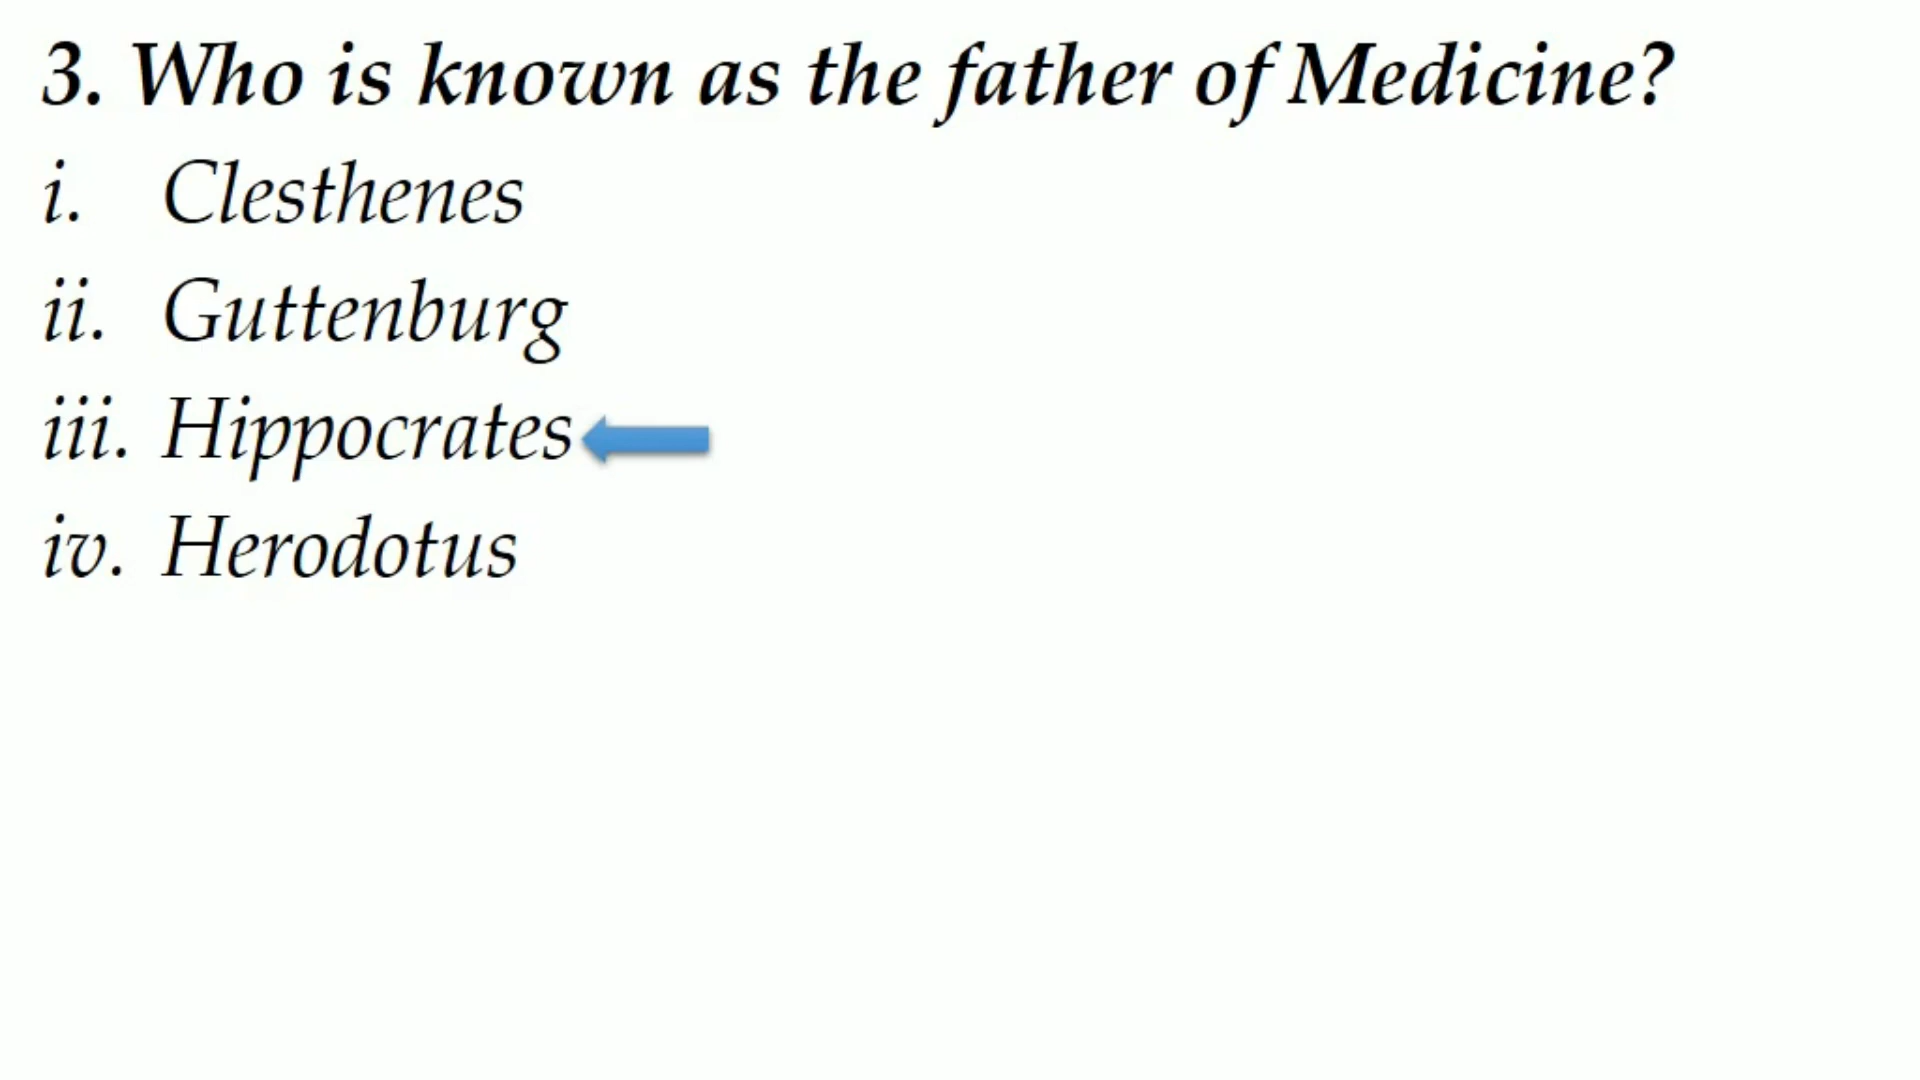 3. Who is known as the father of Medicine?
i. Clesthenes
ii. Guttenburg
iii. Hippocrates
iv. Herodotus